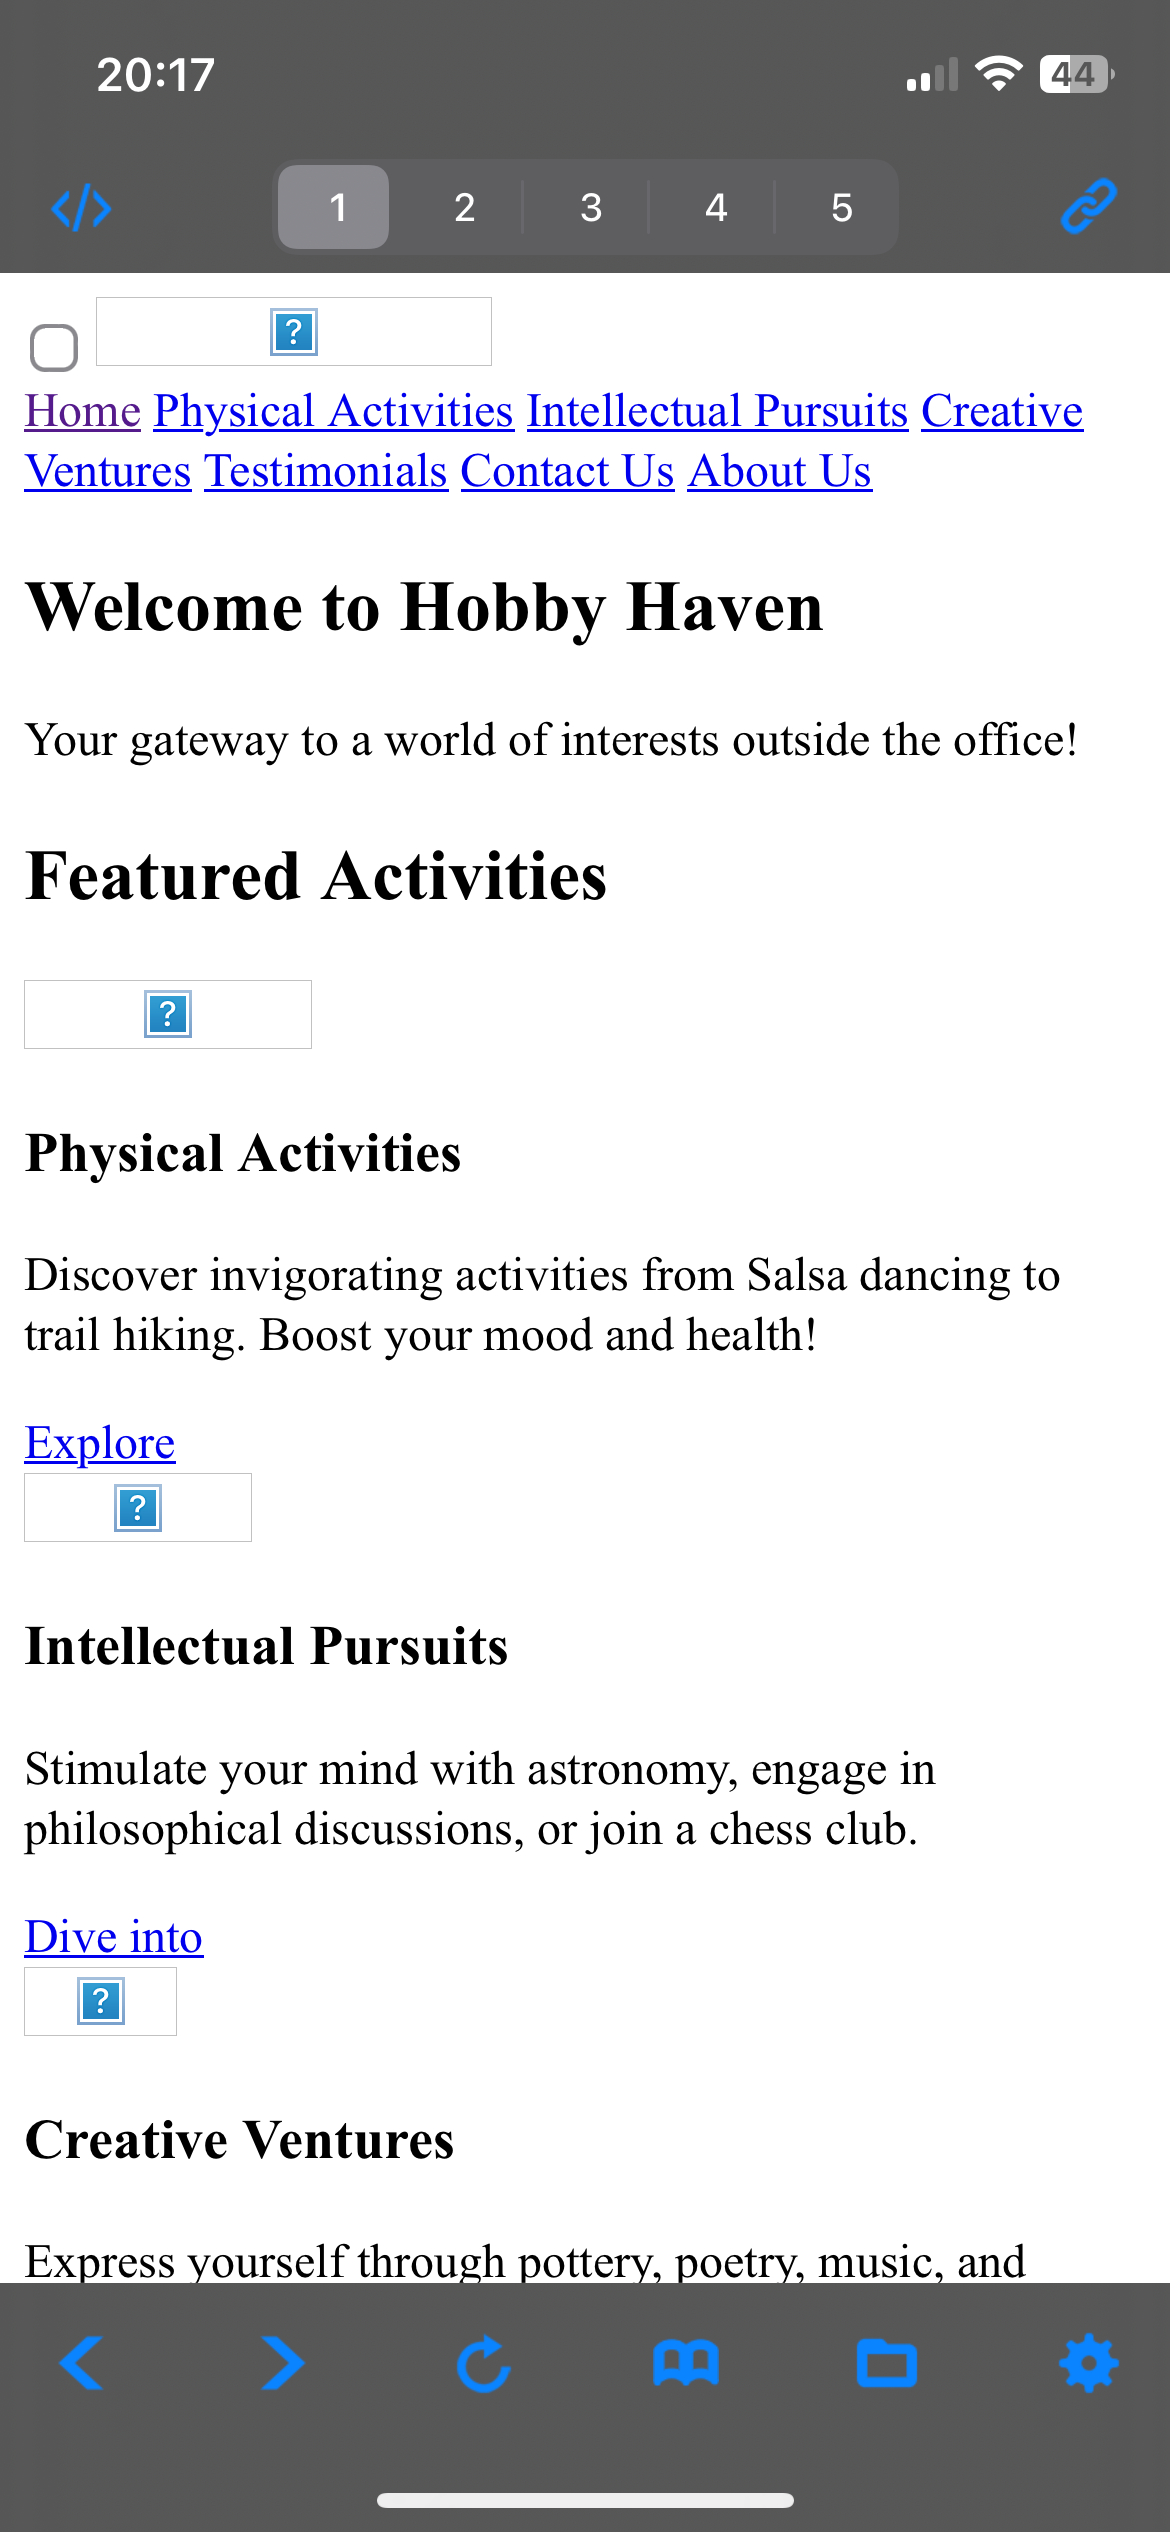 20:17
44
</>
1 2 3 4 5
?
Home Physical Activities Intellectual Pursuits Creative
Ventures Testimonials Contact Us About Us
Welcome to Hobby Haven
Your gateway to a world of interests outside the office!
Featured Activities
?
Physical Activities
Discover invigorating activities from Salsa dancing to
trail hiking. Boost your mood and health!
Explore
?
Intellectual Pursuits
Stimulate your mind with astronomy, engage in
philosophical discussions, or join a chess club.
Dive into
?
Creative Ventures
Express yourself through pottery, poetry, music, and